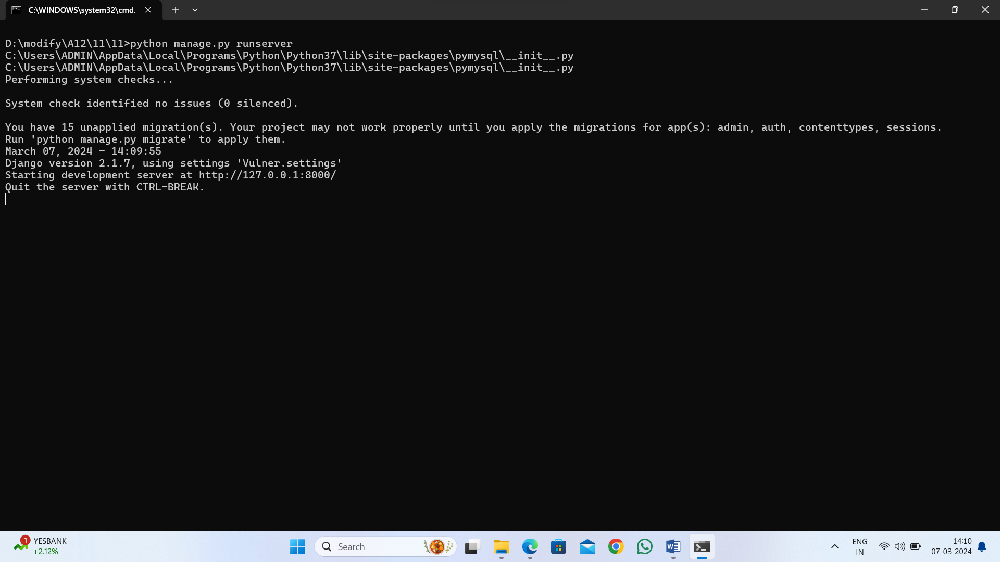 C:\WINDOWS\system32\cmd.
D:\modify\A12\11\11>python manage.py runserver
C:\Users\ADMIN\AppData\Local\Programs\Python\Python37\lib\site-packages\pymysql\__init__.py
C:\Users\ADMIN\AppData\Local\Programs\Python\Python37\lib\site-packages\pymysql\__init__.py
Performing system checks...
System check identified no issues (0 silenced).
You have 15 unapplied migration(s). Your project may not work properly until you apply the migrations for app(s): admin, auth, contenttypes, sessions.
Run 'python manage.py migrate' to apply them.
March 07, 2024 - 14:09:55
Django version 2.1.7, using settings 'Vulner.settings'
Starting development server at http://127.0.0.1:8000/
Quit the server with CTRL-BREAK.
1
YESBANK
+2.12%
Search
W
ENG
IN
14:10
07-03-2024